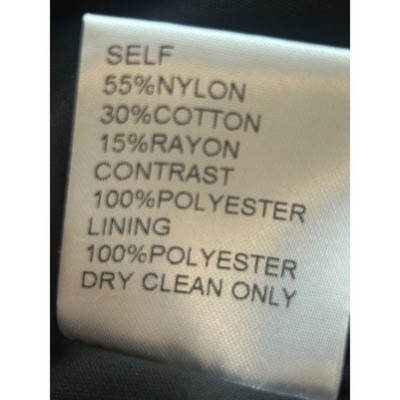 SELF
55%NYLON
30%COTTON
15%RAYON
CONTRAST
100%POLYESTER
LINING
100%POLYESTER
DRY CLEAN ONLY